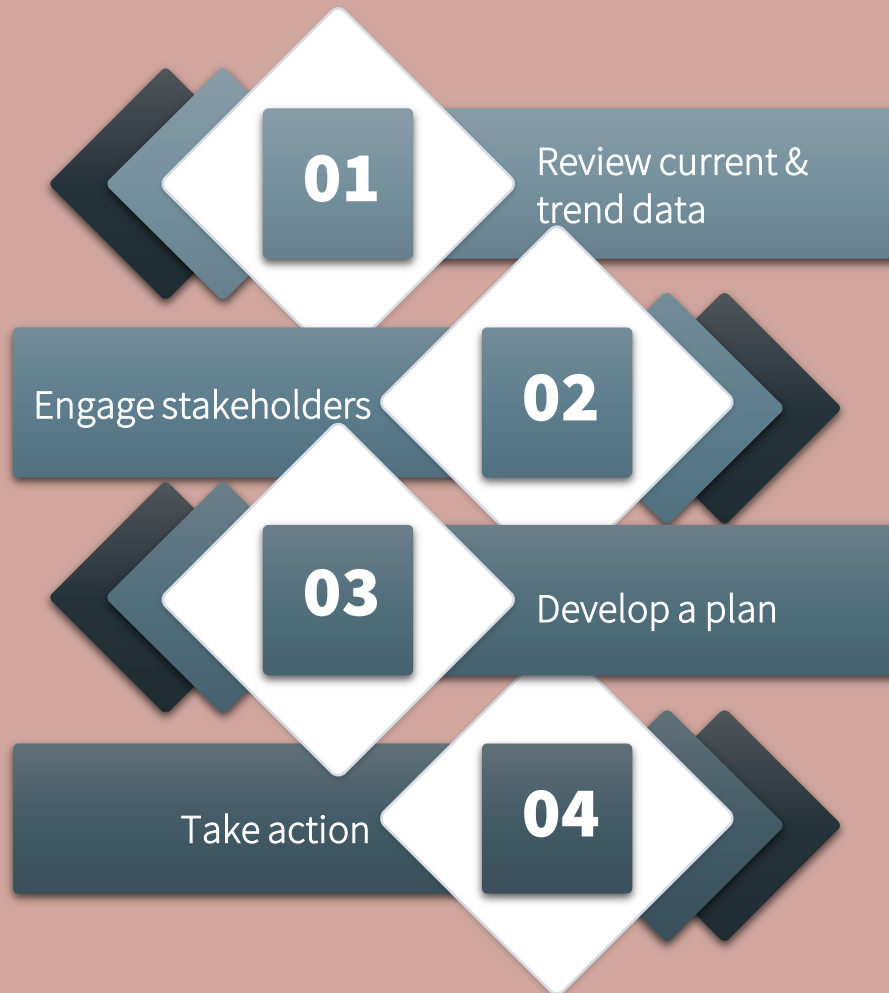 01
Review current &
trend data
Engage stakeholders
02
03
Develop a plan
Take action
04